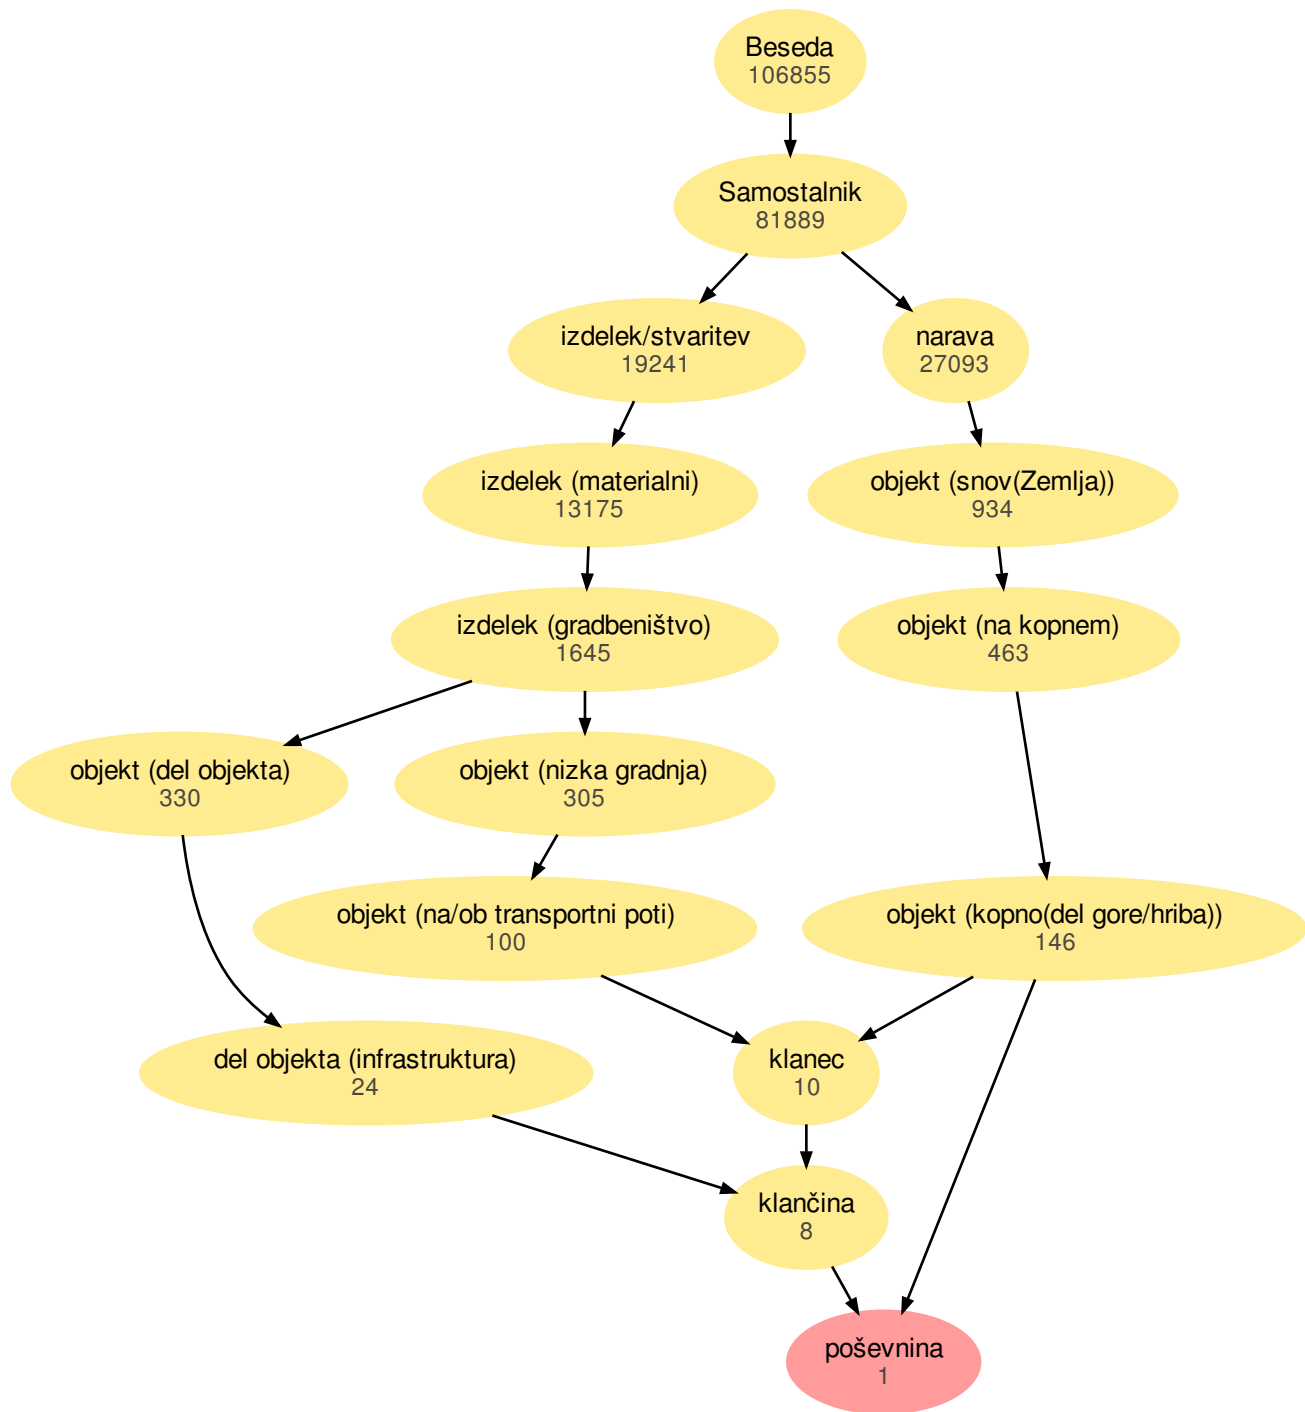 Beseda
106855
Samostalnik
81889
izdelek/stvaritev
19241
narava
27093
izdelek (materialni)
13175
objekt (snov(Zemlja))
934
izdelek (gradbeništvo)
1645
objekt (na kopnem)
463
objekt (del objekta)
330
objekt (nizka gradnja)
305
objekt (na/ob transportni poti)
100
objekt (kopno(del gore/hriba))
146
del objekta (infrastruktura)
24
klanec
10
klančina
8
poševnina
1